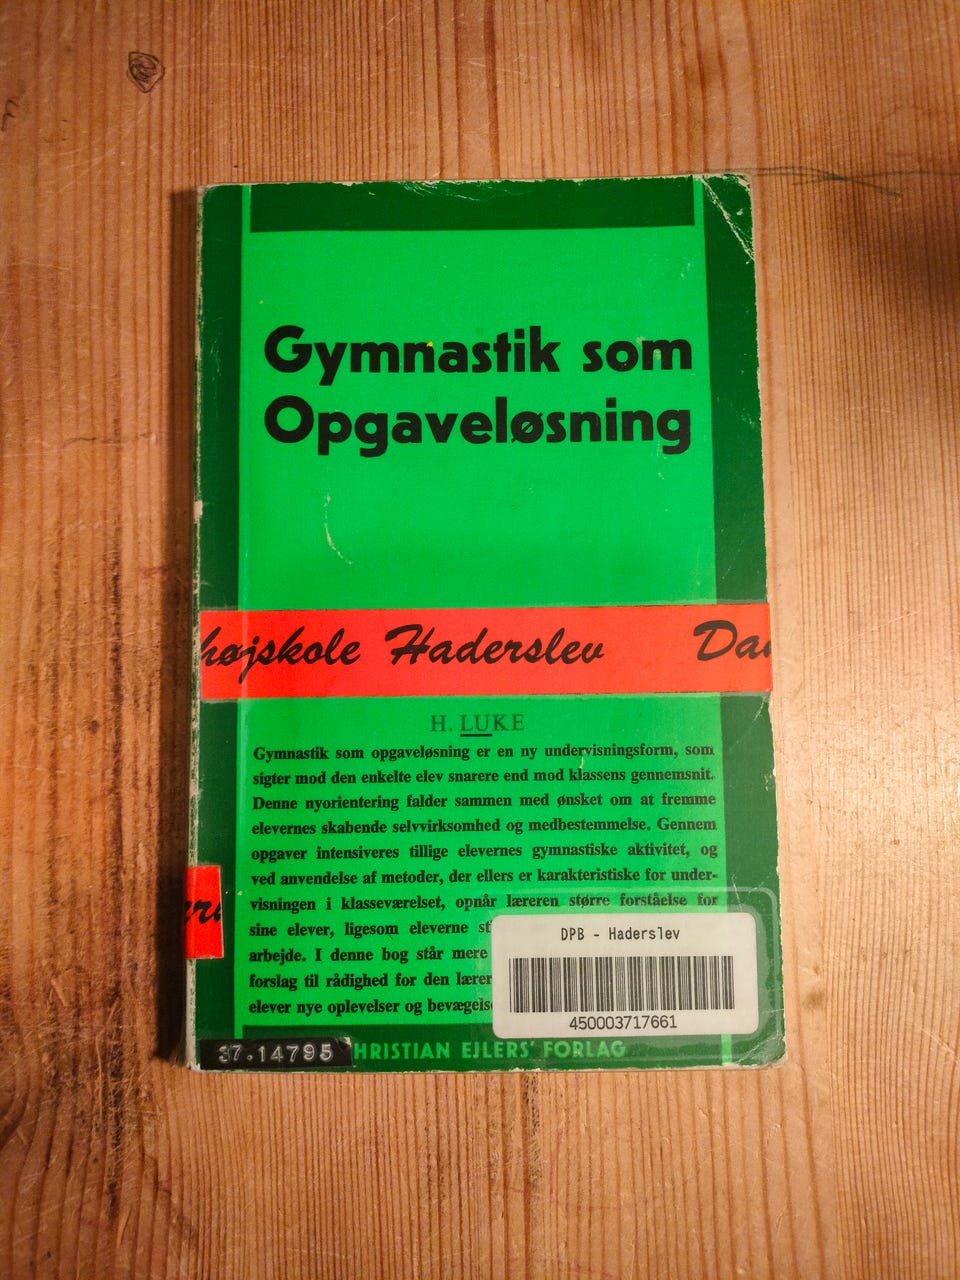 Gymnastik som
Opgaveløsning
højskole Haderslev Dan
H. LUKE
Gymnastik som opgaveløsning er en ny undervisningsform, som
sigter mod den enkelte elev snarere end mod klassens gennemsnit.
Denne nyorientering falder sammen med ønsket om at fremme
elevernes skabende selvvirksomhed og medbestemmelse. Gennem
opgaver intensiveres tillige elevernes gymnastiske aktivitet, og
ved anvendelse af metoder, der ellers er karakteristiske for under-
visningen i klasseværelset, opnår læreren større forståelse for
sine elever, ligesom eleverne
arbejde. I denne bog står mere
forslag til rådighed for den lærer
elever nye oplevelser og
DPB - Haderslev
450003717661
37.14795
HRISTIAN EJLERS' FORLAG